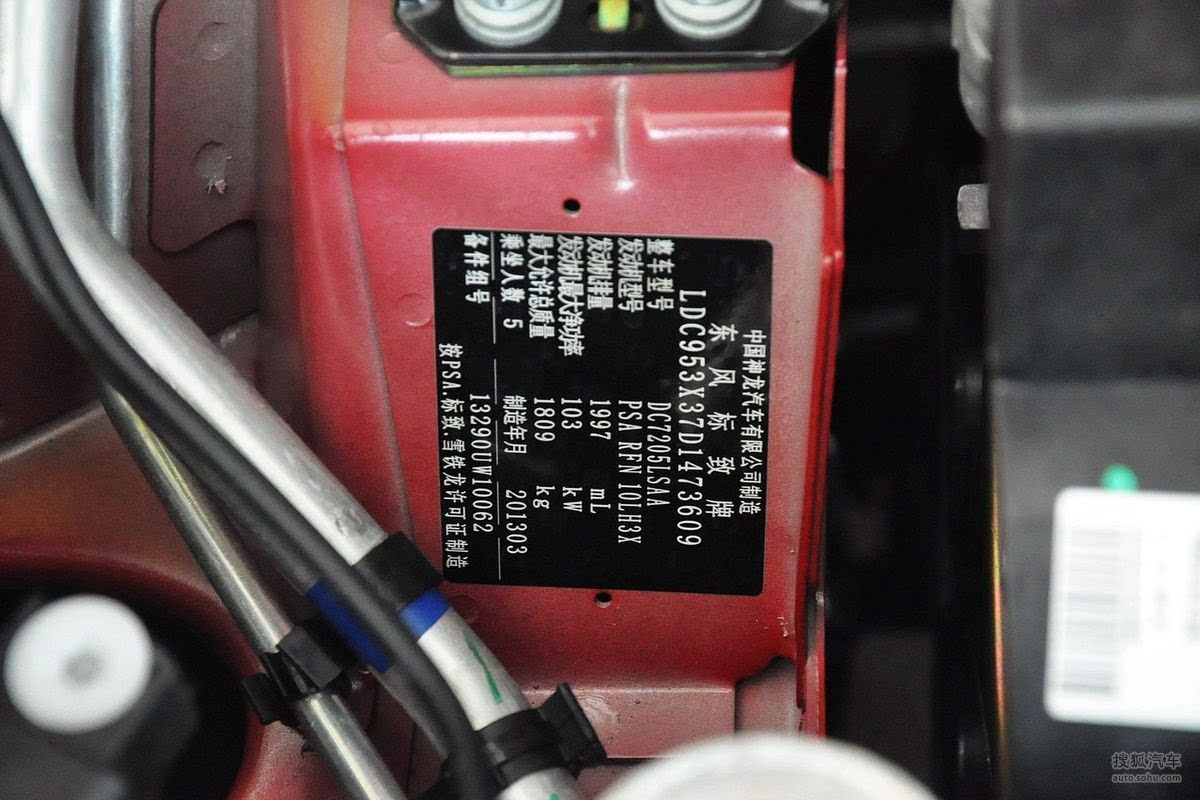 中国神龙汽车有限公司制造
东风标致牌
LDC953X37D1473609
整车型号 DC7205LSAA
发动机型号 PSA RFN 10LH3X
发动机排量 1997 mL
发动机最大净功率 103 kW
最大允许总质量 1809 kg
乘坐人数 5 制造年月 201303
备件组号 13290UW10062
按PSA.标致.雪铁龙许可证制造
搜狐汽车
auto.sohu.com